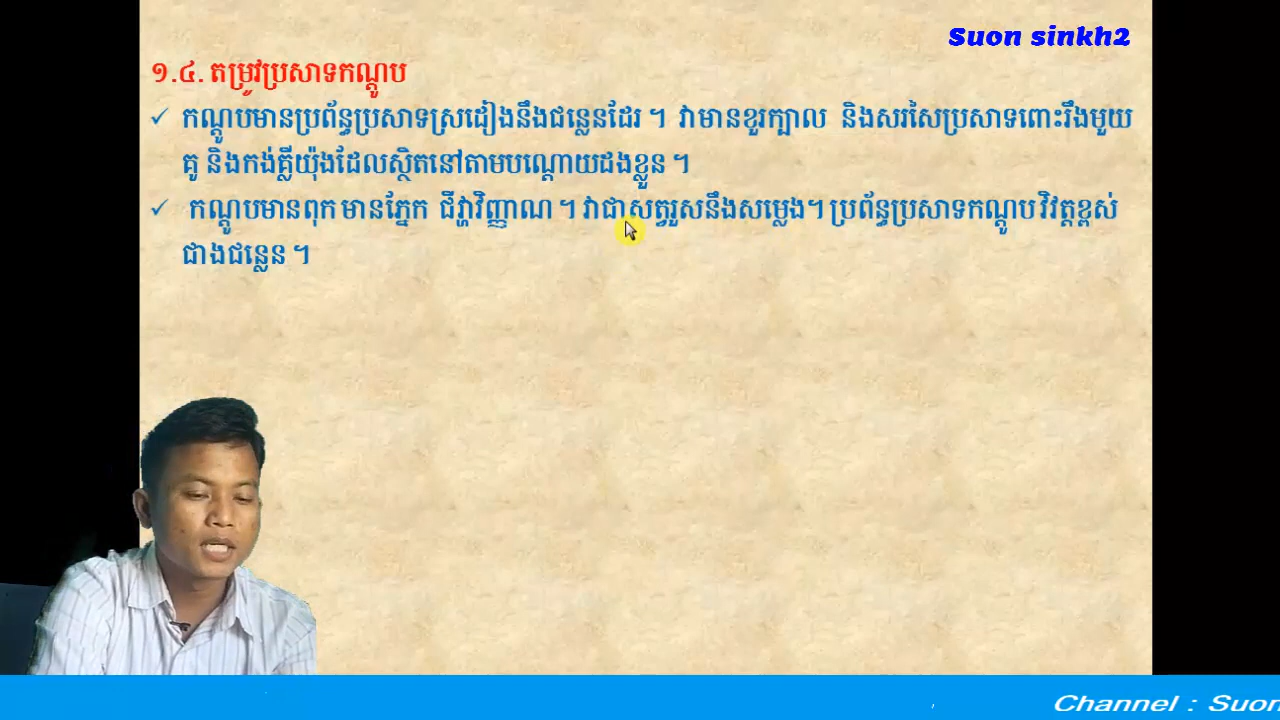 Suon sinkh2
១.៤. តម្រូវប្រសាទកណ្ដូប
✓ កណ្ដូបមានប្រព័ន្ធប្រសាទស្រដៀងនឹងជន្លេនដែរ ។ វាមានខួរក្បាល និងសរសៃប្រសាទពោះរឹងមួយ
គូ និងកង់គ្លីយ៉ុងដែលស្ថិតនៅតាមបណ្ដោយដងខ្លួន ។
✓ កណ្ដូបមានពុក មានភ្នែក ជីវ្ហាវិញ្ញាណ ។ វាជាសត្វរួសនឹងសម្លេង។ ប្រព័ន្ធប្រសាទកណ្ដូប វិវត្តខ្ពស់
ជាងជន្លេន ។
Channel : Suon